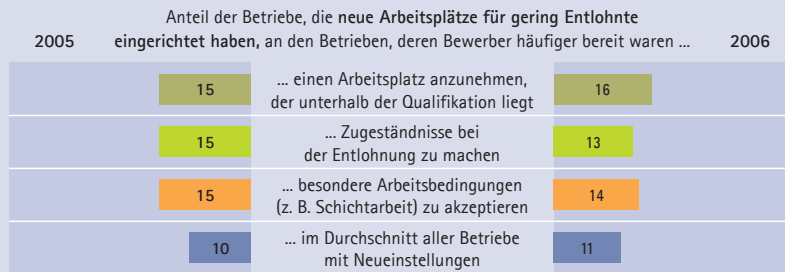 Anteil der Betriebe, die neue Arbeitsplätze für gering Entlohnte
2005 eingerichtet haben, an den Betrieben, deren Bewerber häufiger bereit waren ... 2006
... einen Arbeitsplatz anzunehmen,
15 16
der unterhalb der Qualifikation liegt
... Zugeständnisse bei
15 13
der Entlohnung zu machen
... besondere Arbeitsbedingungen
15 14
(z. B. Schichtarbeit) zu akzeptieren
... im Durchschnitt aller Betriebe
10 11
mit Neueinstellungen